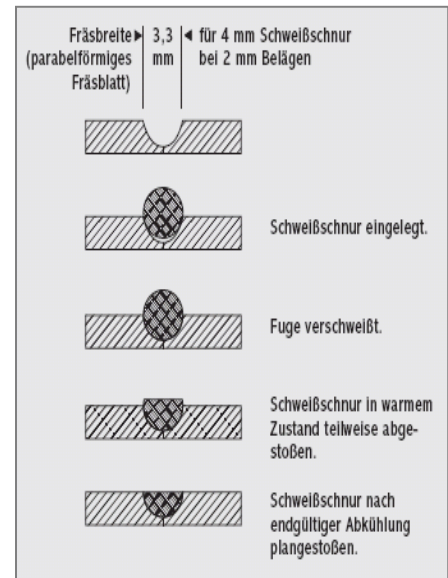 Fräsbreite
(parabelförmiges
Fräsblatt)
3,3
mm
für 4 mm Schweißschnur
bei 2 mm Belägen
Schweißschnur eingelegt.
Fuge verschweißt.
Schweißschnur in warmem
Zustand teilweise abge-
stoßen.
Schweißschnur nach
endgültiger Abkühlung
plangestoßen.